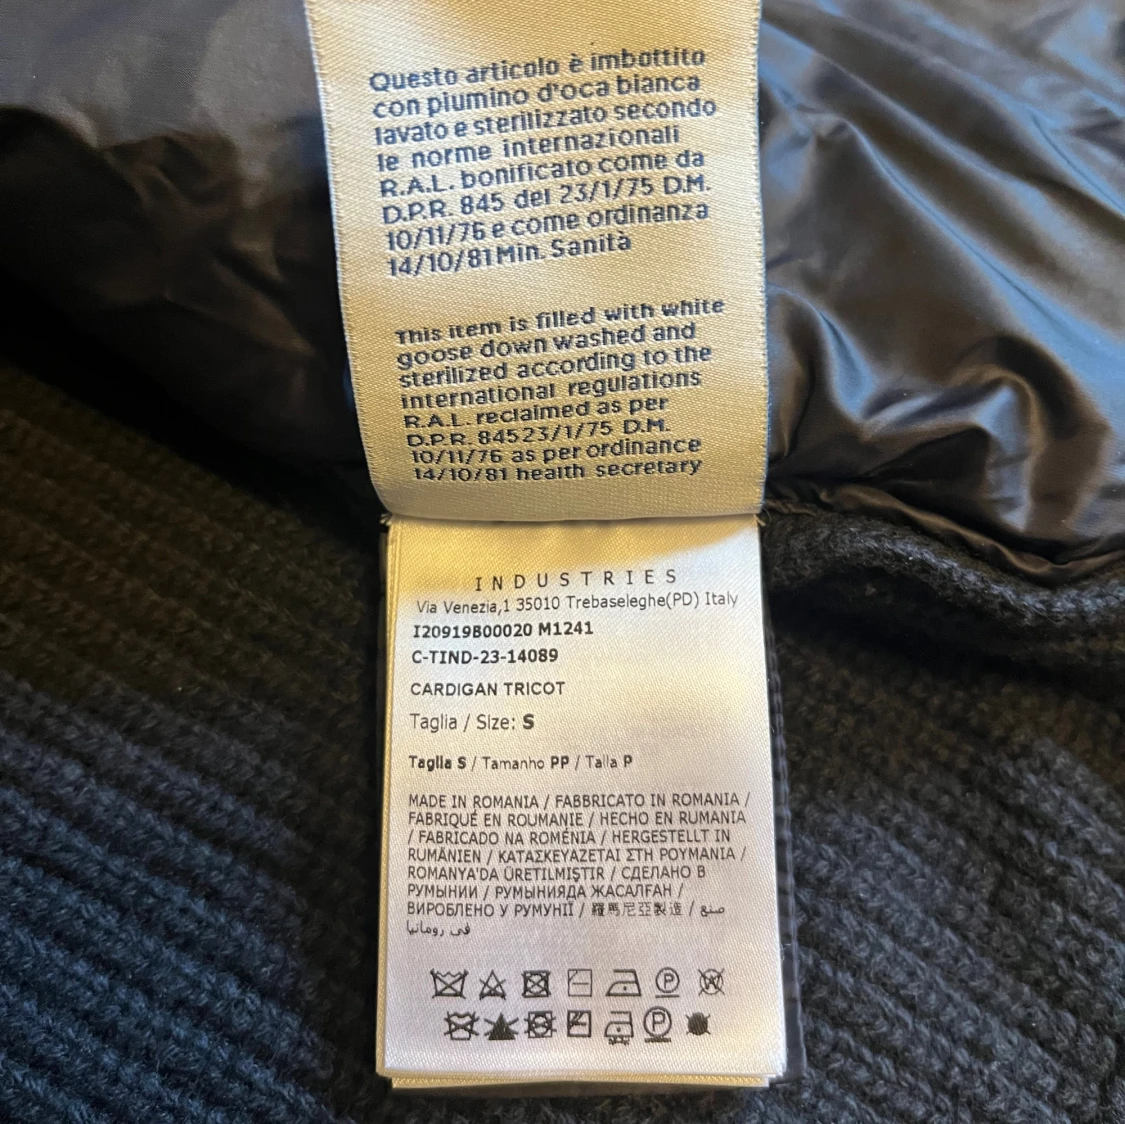 Questo articolo è imbottito
con piumino d'oca bianca
lavato e sterilizzato secondo
le norme internazionali
R.A.L. bonificato come da
D.P.R. 845 del 23/1/75 D.M.
10/11/76 e come ordinanza
14/10/81 Min. Sanità
This item is filled with white
goose down washed and
sterilized according to the
international regulations
R.A.L. reclaimed as per
D.P.R. 845 23/1/75 D.M.
10/11/76 as per ordinance
14/10/81 health secretary
INDUSTRIES
Via Venezia,1 35010 Trebaseleghe(PD) Italy
I20919B00020 M1241
C-TIND-23-14089
CARDIGAN TRICOT
Taglia / Size: S
Taglia S / Tamanho PP / Talla P
MADE IN ROMANIA / FABBRICATO IN ROMANIA /
FABRIQUÉ EN ROUMANIE / HECHO EN RUMANIA
/ FABRICADO NA ROMÉNIA / HERGESTELLT IN
RUMÄNIEN / ΚΑΤΑΣΚΕΥΑΖΕΤΑΙ ΣΤΗ ΡΟΥΜΑΝΙΑ /
ROMANYA'DA ÜRETILMIŞTIR / СДЕЛАНО В
РУМЫНИИ / РУМЫНИЯДА ЖАСАЛҒАН /
ВИРОБЛЕНО У РУМУНІЇ / 羅馬尼亞製造 / صنع
فى رومانيا